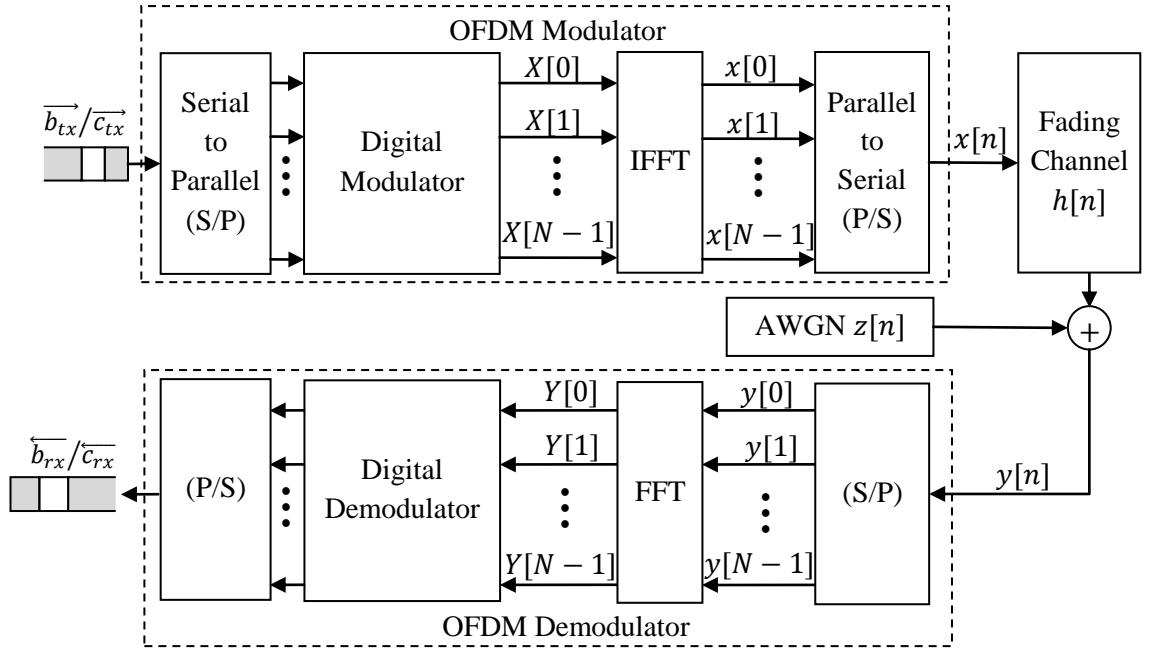 OFDM Modulator
b_tx/c_tx
Serial
to
Parallel
(S/P)
Digital
Modulator
X[0]
X[1]
X[N − 1]
IFFT
x[0]
x[1]
x[N − 1]
Parallel
to
Serial
(P/S)
x[n]
Fading
Channel
h[n]
AWGN z[n]
+
y[n]
(S/P)
y[0]
y[1]
y[N − 1]
FFT
Y[0]
Y[1]
Y[N − 1]
Digital
Demodulator
(P/S)
b_rx/c_rx
OFDM Demodulator